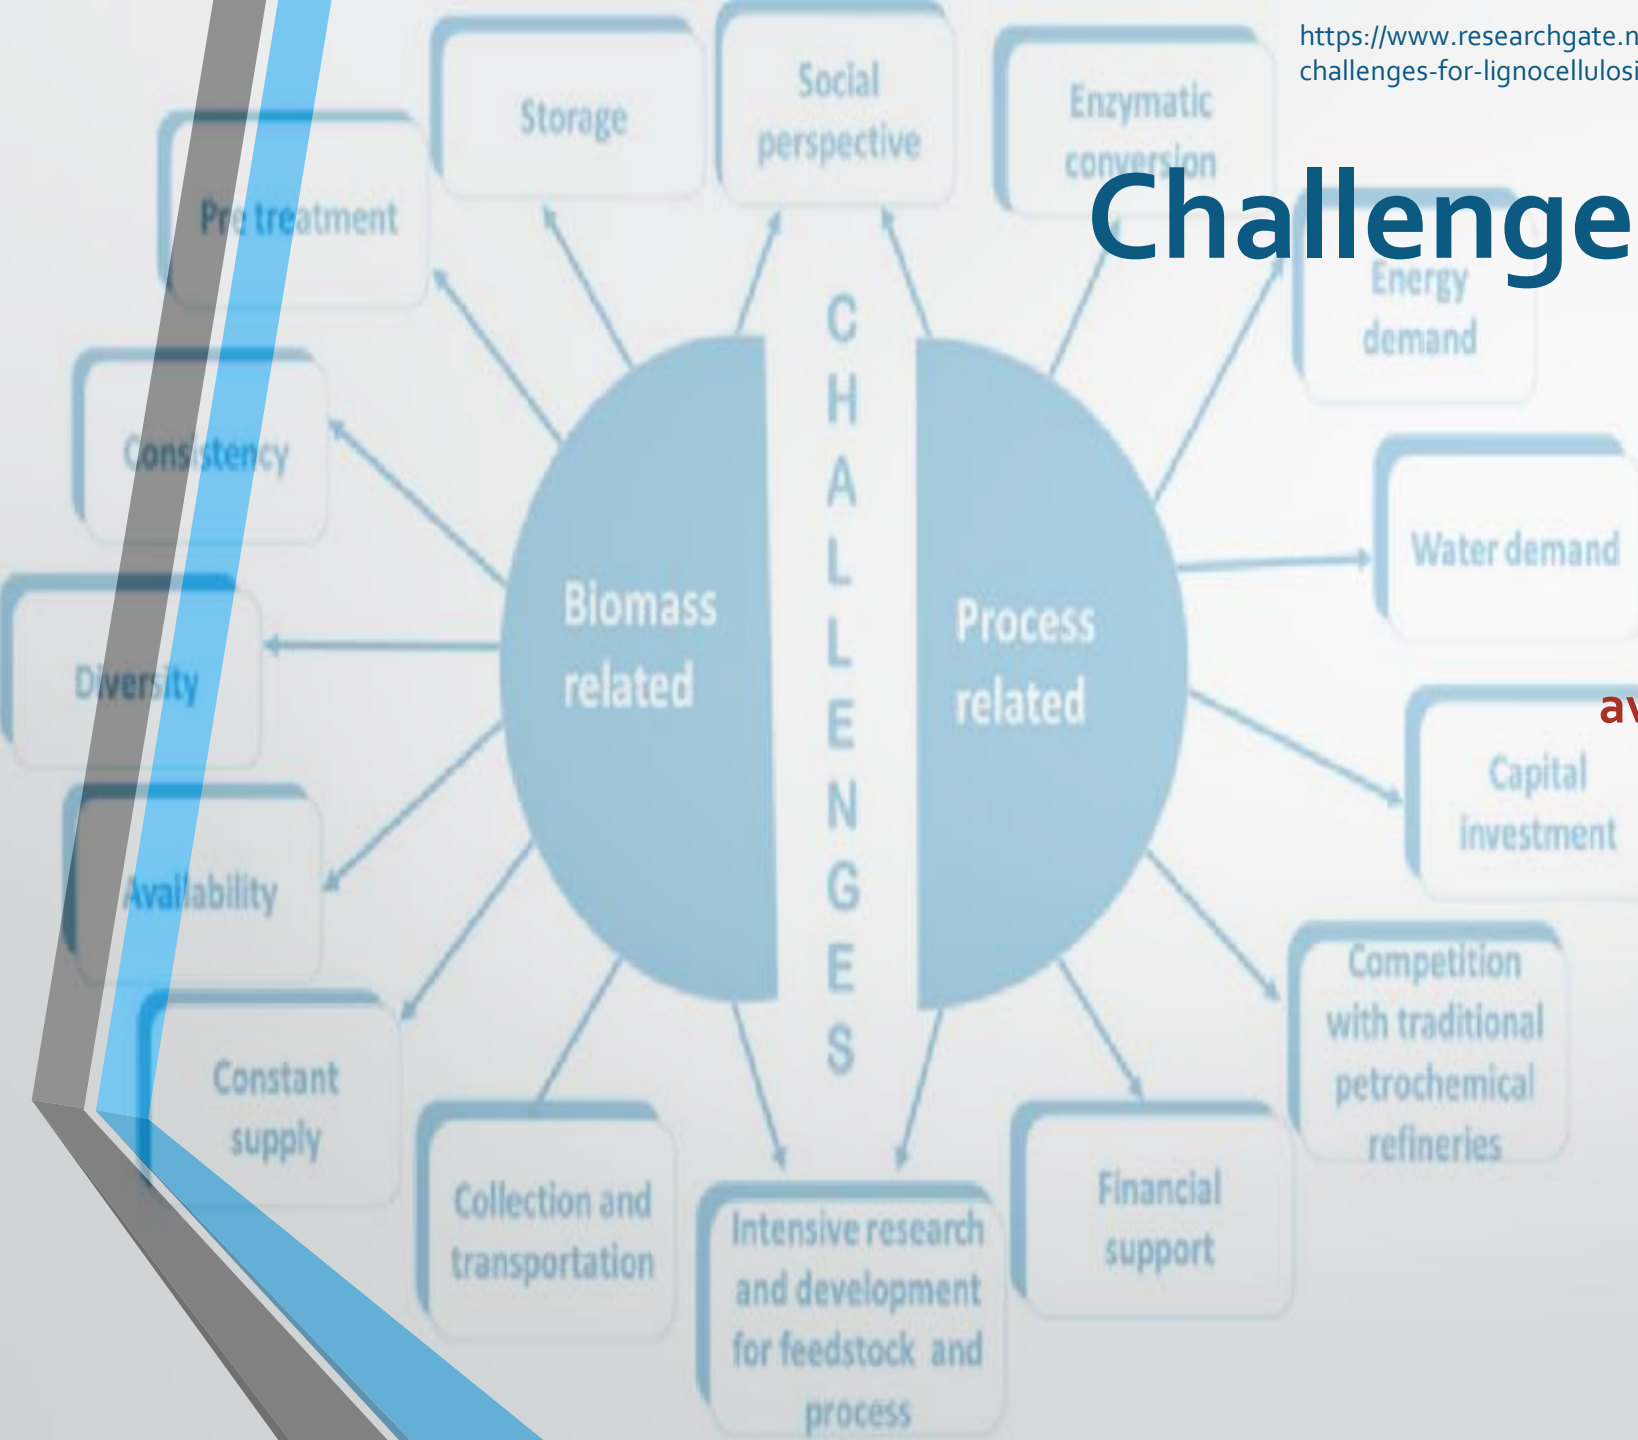 https://www.researchgate.n
challenges-for-lignocellulosi
Challenge
Storage
Social
perspective
Enzymatic
conversion
Pre treatment
Energy
demand
Consistency
Water demand
Diversity
Biomass
related
CHALLENGES
Process
related
av
Capital
investment
Availability
Competition
with traditional
petrochemical
refineries
Constant
supply
Collection and
transportation
Intensive research
and development
for feedstock and
process
Financial
support